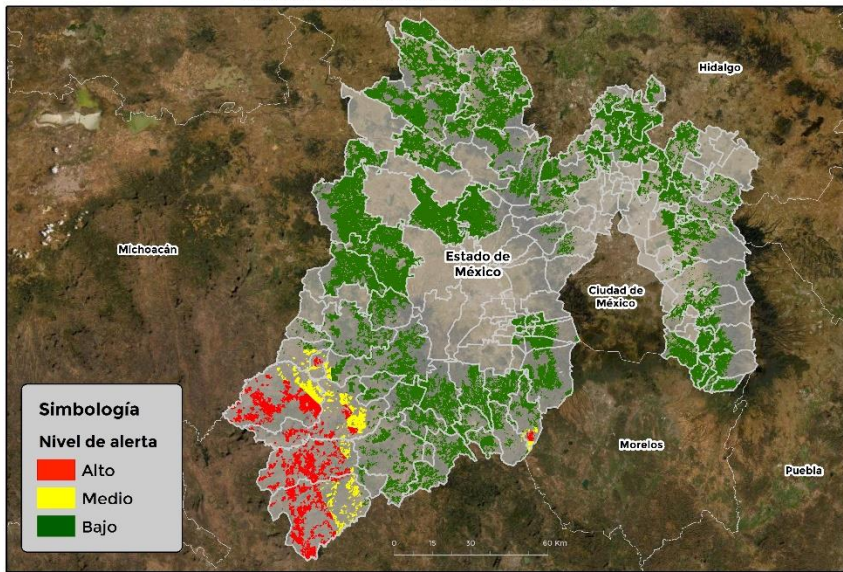 Hidalgo
Michoacán
Estado de
México
Ciudad de
México
Morelos
Puebla
Simbología
Nivel de alerta
Alto
Medio
Bajo
0 15 30 60 Km